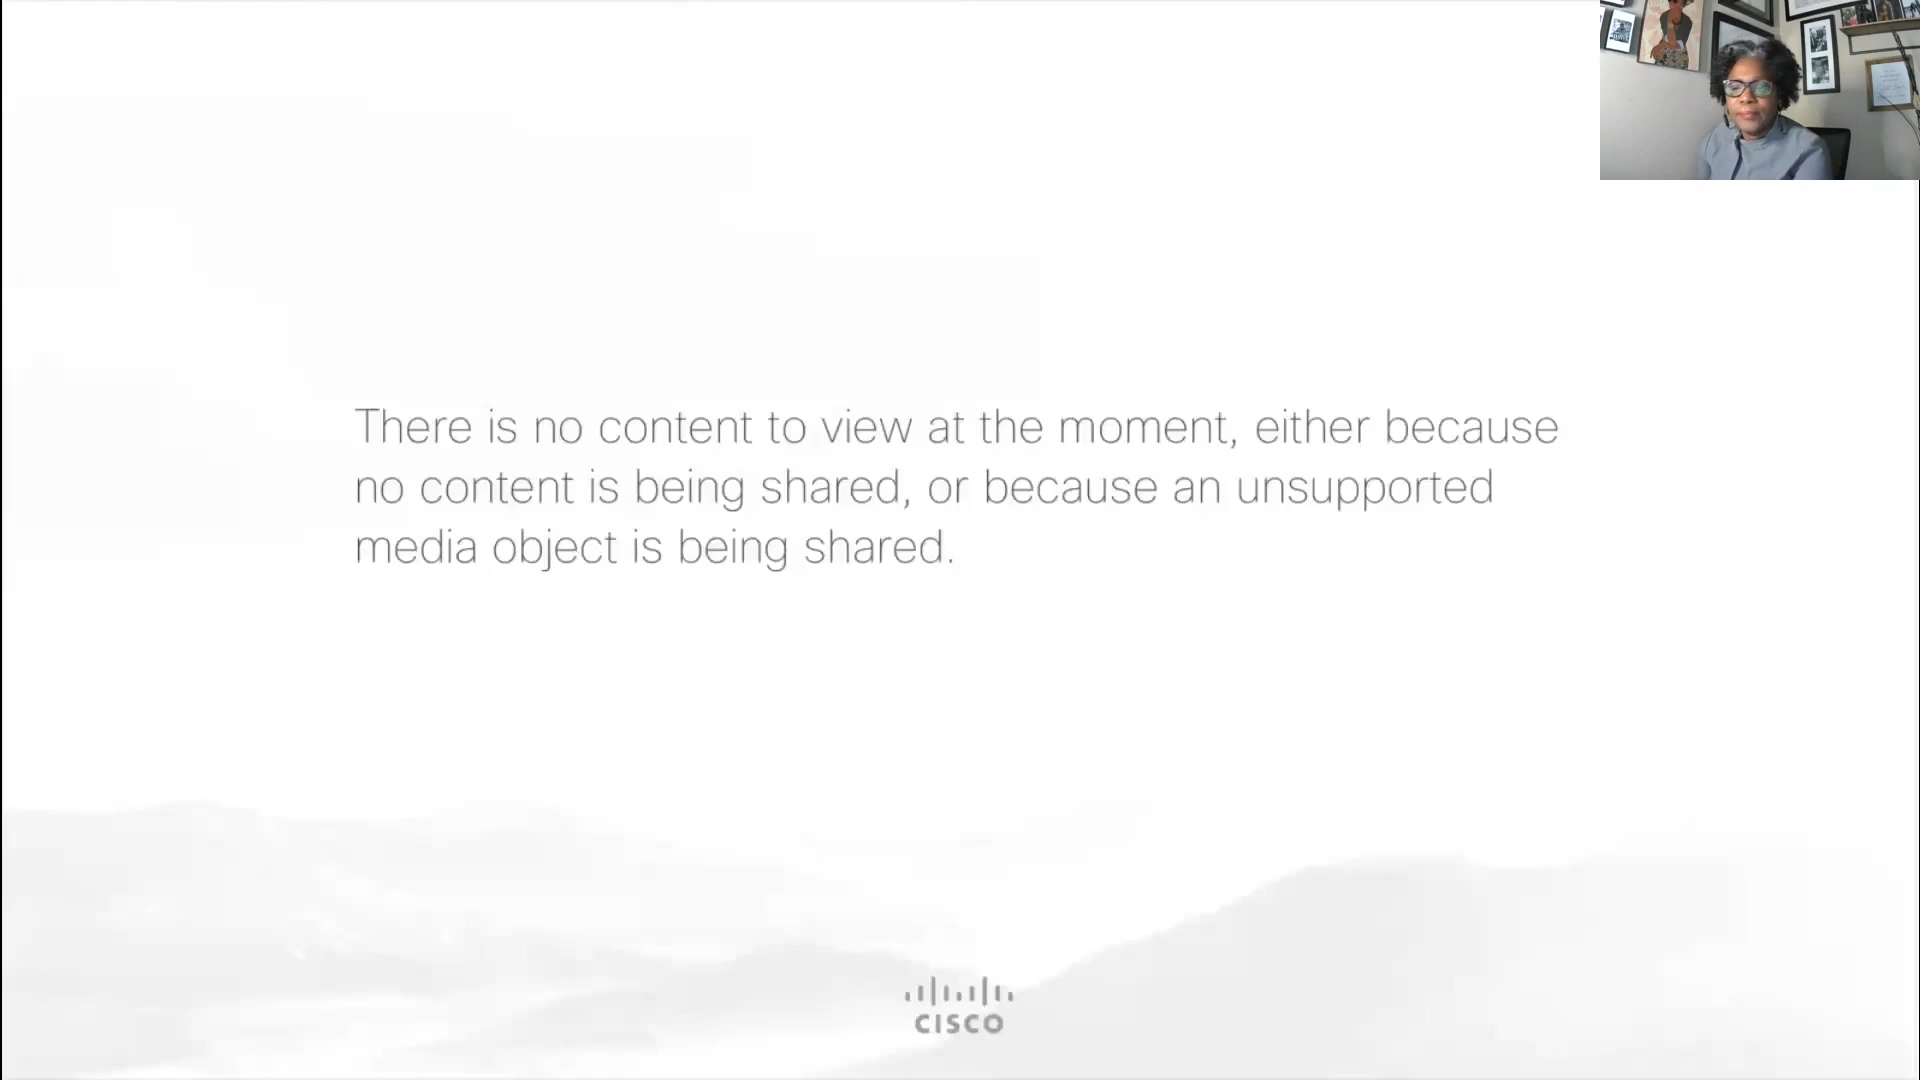 There is no content to view at the moment, either because
no content is being shared, or because an unsupported
media object is being shared.
CISCO